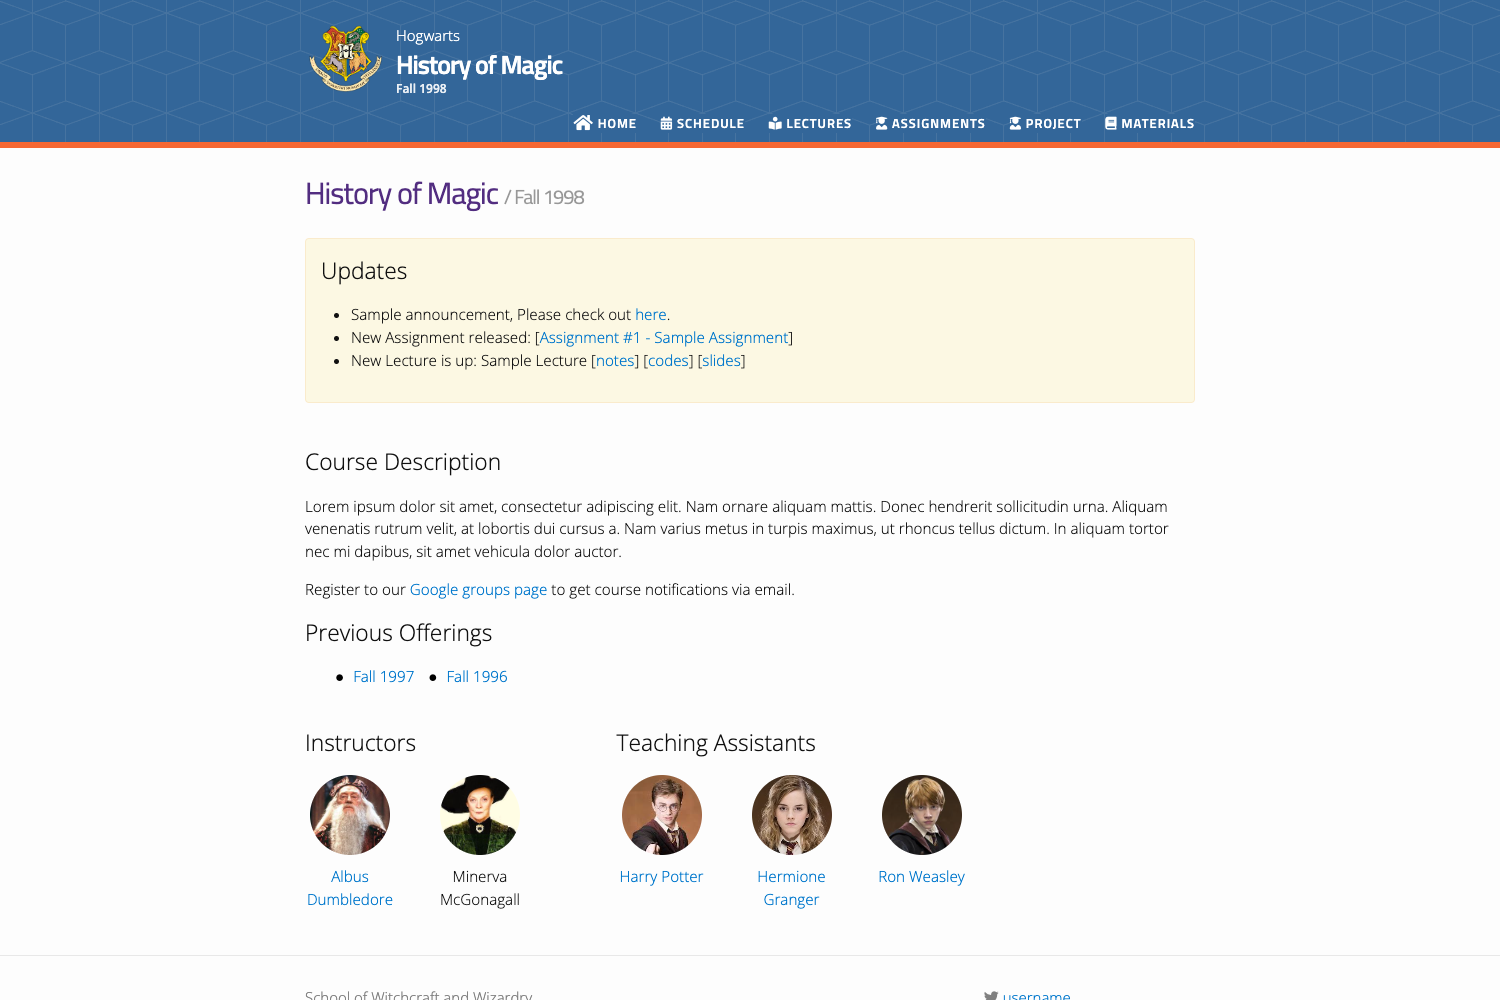 Hogwarts
History of Magic
Fall 1998
HOME SCHEDULE LECTURES ASSIGNMENTS PROJECT MATERIALS
History of Magic / Fall 1998
Updates
• Sample announcement, Please check out here.
• New Assignment released: [Assignment #1 - Sample Assignment]
• New Lecture is up: Sample Lecture [notes] [codes] [slides]
Course Description
Lorem ipsum dolor sit amet, consectetur adipiscing elit. Nam ornare aliquam mattis. Donec hendrerit sollicitudin urna. Aliquam
venenatis rutrum velit, at lobortis dui cursus a. Nam varius metus in turpis maximus, ut rhoncus tellus dictum. In aliquam tortor
nec mi dapibus, sit amet vehicula dolor auctor.
Register to our Google groups page to get course notifications via email.
Previous Offerings
• Fall 1997 • Fall 1996
Instructors
Albus
Dumbledore
Minerva
McGonagall
Teaching Assistants
Harry Potter
Hermione
Granger
Ron Weasley
School of Witchcraft and Wizardry
username